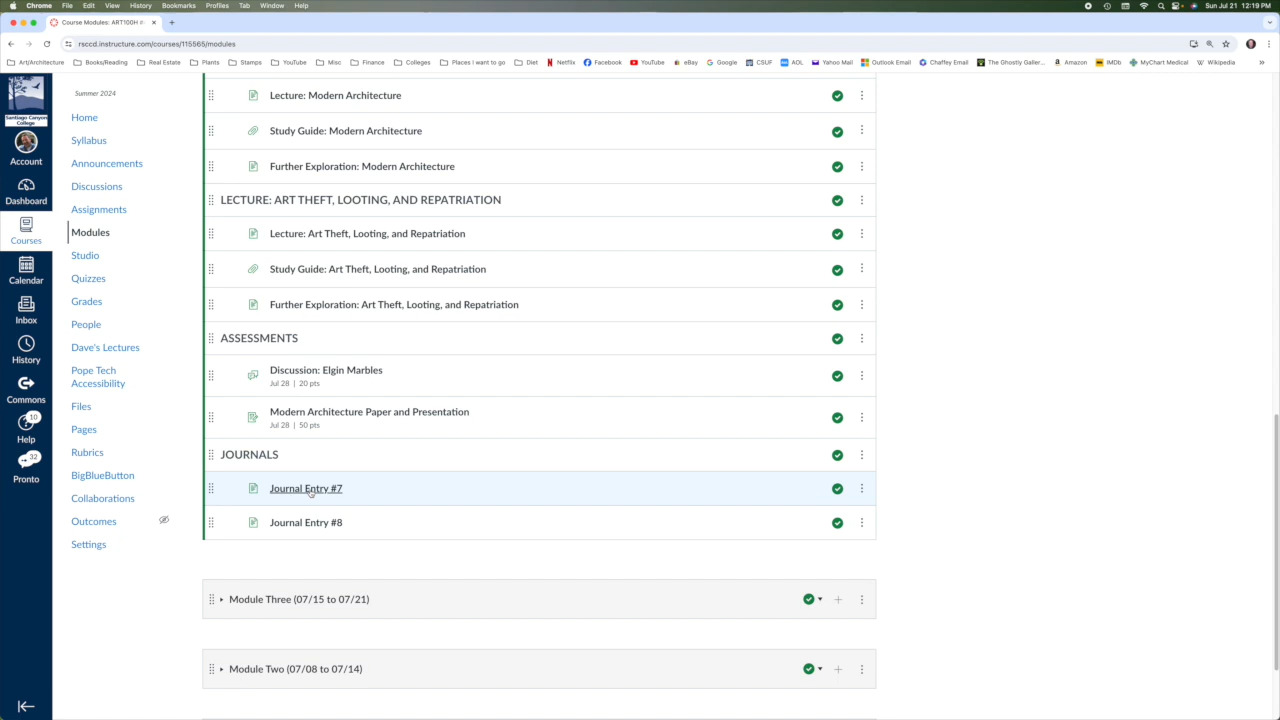 Chrome File Edit View History Bookmarks Profiles Tab Window Help Sun Jul 21 12:19 PM
Course Modules: ART100H #
rsccd.instructure.com/courses/115565/modules
Art/Architecture Books/Reading Real Estate Plants Stamps YouTube Misc Finance Colleges Places I want to go Diet Netflix Facebook YouTube eBay Google CSUF AOL Yahoo Mail Outlook Email Chaffey Email The Ghostly Galler... Amazon IMDb MyChart Medical Wikipedia
Santiago Canyon
College
Account
Dashboard
Courses
Calendar
Inbox
History
Commons
10
Help
32
Pronto
Summer 2024
Home
Syllabus
Announcements
Discussions
Assignments
Modules
Studio
Quizzes
Grades
People
Dave's Lectures
Pope Tech
Accessibility
Files
Pages
Rubrics
BigBlueButton
Collaborations
Outcomes
Settings
Lecture: Modern Architecture
Study Guide: Modern Architecture
Further Exploration: Modern Architecture
LECTURE: ART THEFT, LOOTING, AND REPATRIATION
Lecture: Art Theft, Looting, and Repatriation
Study Guide: Art Theft, Looting, and Repatriation
Further Exploration: Art Theft, Looting, and Repatriation
ASSESSMENTS
Discussion: Elgin Marbles
Jul 28 | 20 pts
Modern Architecture Paper and Presentation
Jul 28 | 50 pts
JOURNALS
Journal Entry #7
Journal Entry #8
Module Three (07/15 to 07/21)
Module Two (07/08 to 07/14)